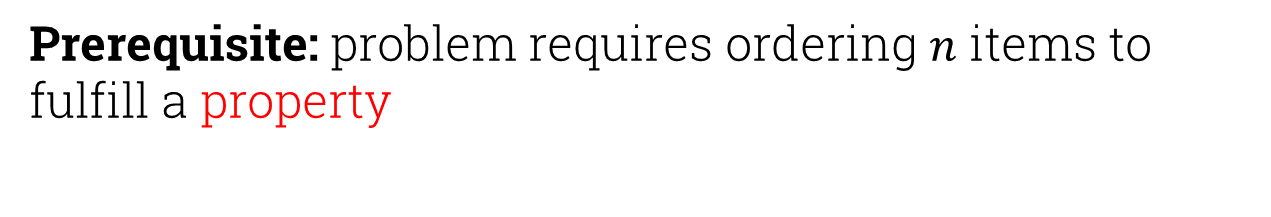 Prerequisite: problem requires ordering n items to
fulfill a property